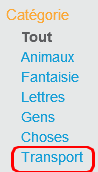 Catégorie
Tout
Animaux
Fantaisie
Lettres
Gens
Choses
Transport